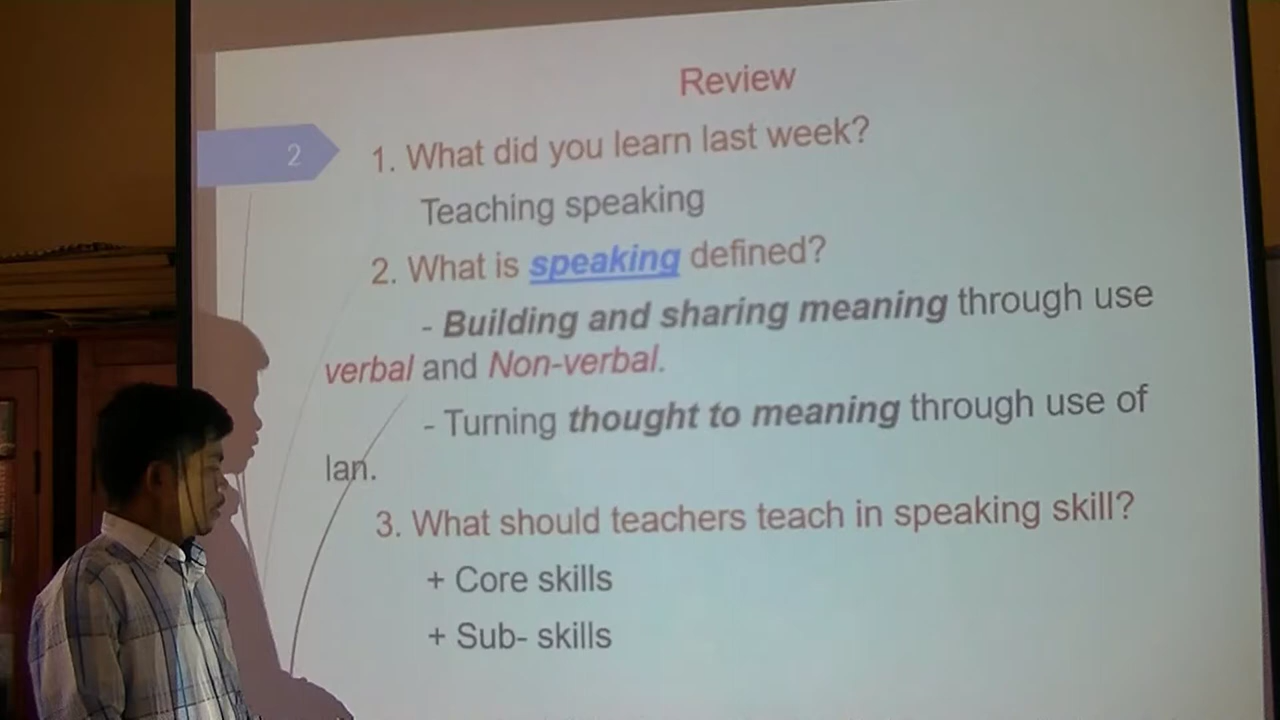 Review
2
1. What did you learn last week?
Teaching speaking
2. What is speaking defined?
- Building and sharing meaning through use
verbal and Non-verbal.
- Turning thought to meaning through use of
lan.
3. What should teachers teach in speaking skill?
+ Core skills
+ Sub- skills